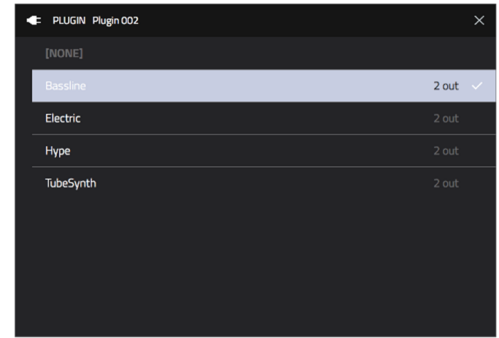 PLUGIN Plugin 002
[NONE]
Bassline 2 out
Electric 2 out
Hype 2 out
TubeSynth 2 out